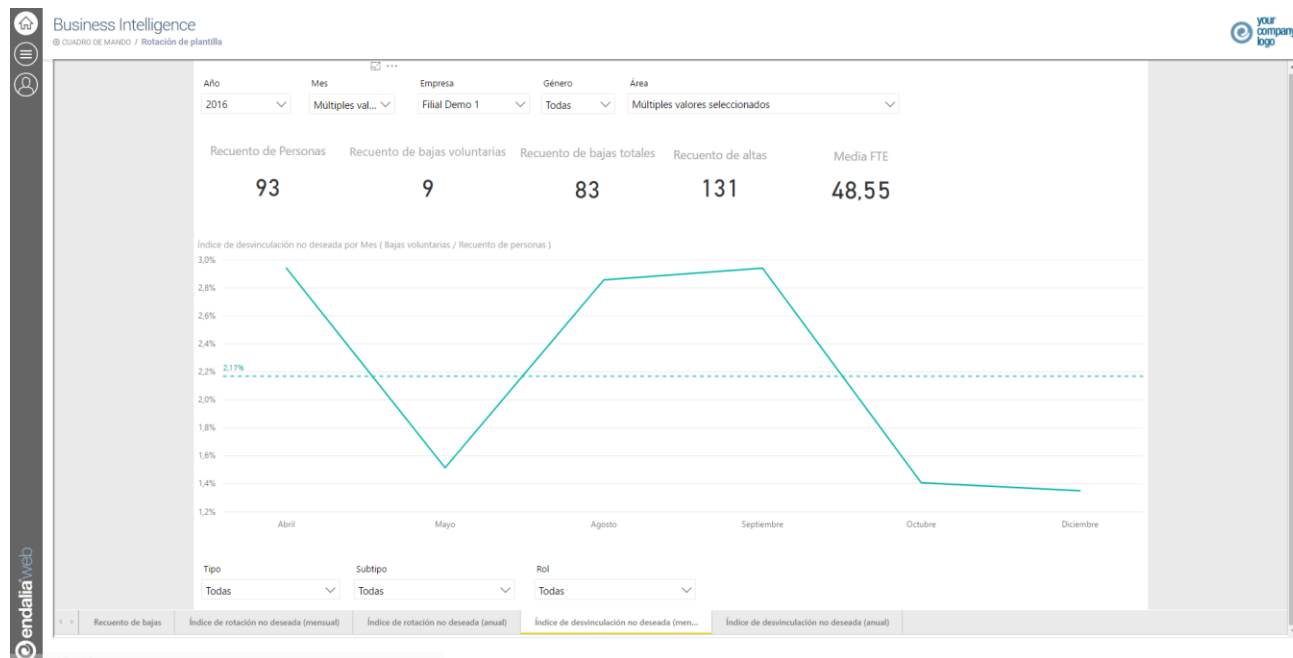 Business Intelligence
CUADRO DE MANDO / Rotación de plantilla
your
company
logo
Año Mes Empresa Género Área
2016 Múltiples val... Filial Demo 1 Todas Múltiples valores seleccionados
Recuento de Personas Recuento de bajas voluntarias Recuento de bajas totales Recuento de altas Media FTE
93 9 83 131 48,55
Índice de desvinculación no deseada por Mes ( Bajas voluntarias / Recuento de personas )
3,0%
2,8%
2,6%
2,4%
2,2% 2,17%
2,0%
1,8%
1,6%
1,4%
1,2%
Abril Mayo Agosto Septiembre Octubre Diciembre
Tipo Subtipo Rol
Todas Todas Todas
Recuento de bajas Índice de rotación no deseada (mensual) Índice de rotación no deseada (anual) Índice de desvinculación no deseada (men... Índice de desvinculación no deseada (anual)
endalia web